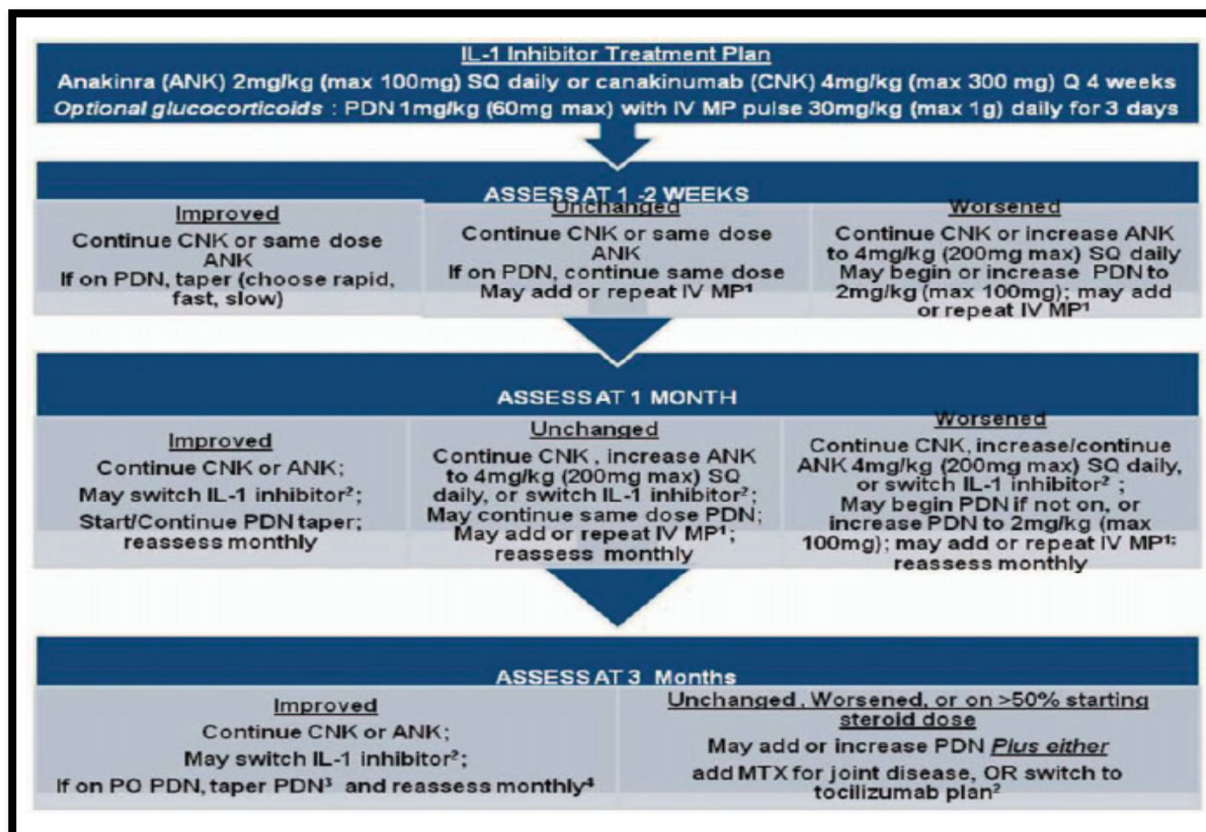 IL-1 Inhibitor Treatment Plan
Anakinra (ANK) 2mg/kg (max 100mg) SQ daily or canakinumab (CNK) 4mg/kg (max 300 mg) Q 4 weeks
Optional glucocorticoids : PDN 1mg/kg (60mg max) with IV MP pulse 30mg/kg (max 1g) daily for 3 days
ASSESS AT 1 -2 WEEKS
Improved
Continue CNK or same dose
ANK
If on PDN, taper (choose rapid,
fast, slow)
Unchanged
Continue CNK or same dose
ANK
If on PDN, continue same dose
May add or repeat IV MP¹
Worsened
Continue CNK or increase ANK
to 4mg/kg (200mg max) SQ daily
May begin or increase PDN to
2mg/kg (max 100mg); may add
or repeat IV MP¹
ASSESS AT 1 MONTH
Improved
Continue CNK or ANK;
May switch IL-1 inhibitor²;
Start/Continue PDN taper;
reassess monthly
Unchanged
Continue CNK , increase ANK
to 4mg/kg (200mg max) SQ
daily, or switch IL-1 inhibitor²;
May continue same dose PDN;
May add or repeat IV MP¹;
reassess monthly
Worsened
Continue CNK, increase/continue
ANK 4mg/kg (200mg max) SQ daily,
or switch IL-1 inhibitor² ;
May begin PDN if not on, or
increase PDN to 2mg/kg (max
100mg); may add or repeat IV MP¹;
reassess monthly
ASSESS AT 3 Months
Improved
Continue CNK or ANK;
May switch IL-1 inhibitor²;
If on PO PDN, taper PDN³ and reassess monthly⁴
Unchanged , Worsened, or on >50% starting
steroid dose
May add or increase PDN Plus either
add MTX for joint disease, OR switch to
tocilizumab plan²